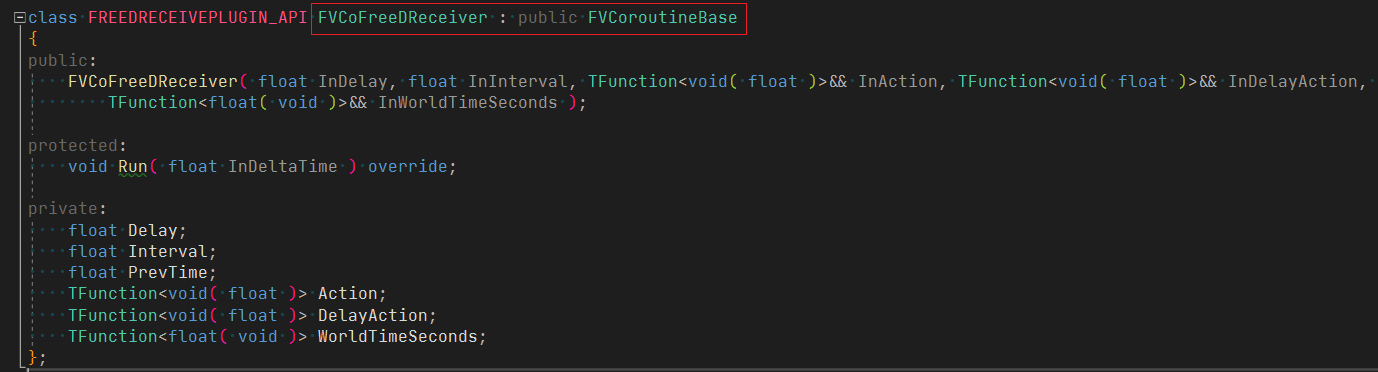 class FREEDRECEIVEPLUGIN_API FVCoFreeDReceiver : public FVCoroutineBase
{
public:
    FVCoFreeDReceiver( float InDelay, float InInterval, TFunction<void( float )>&& InAction, TFunction<void( float )>&& InDelayAction,
        TFunction<float( void )>&& InWorldTimeSeconds );
protected:
    void Run( float InDeltaTime ) override;
private:
    float Delay;
    float Interval;
    float PrevTime;
    TFunction<void( float )> Action;
    TFunction<void( float )> DelayAction;
    TFunction<float( void )> WorldTimeSeconds;
};